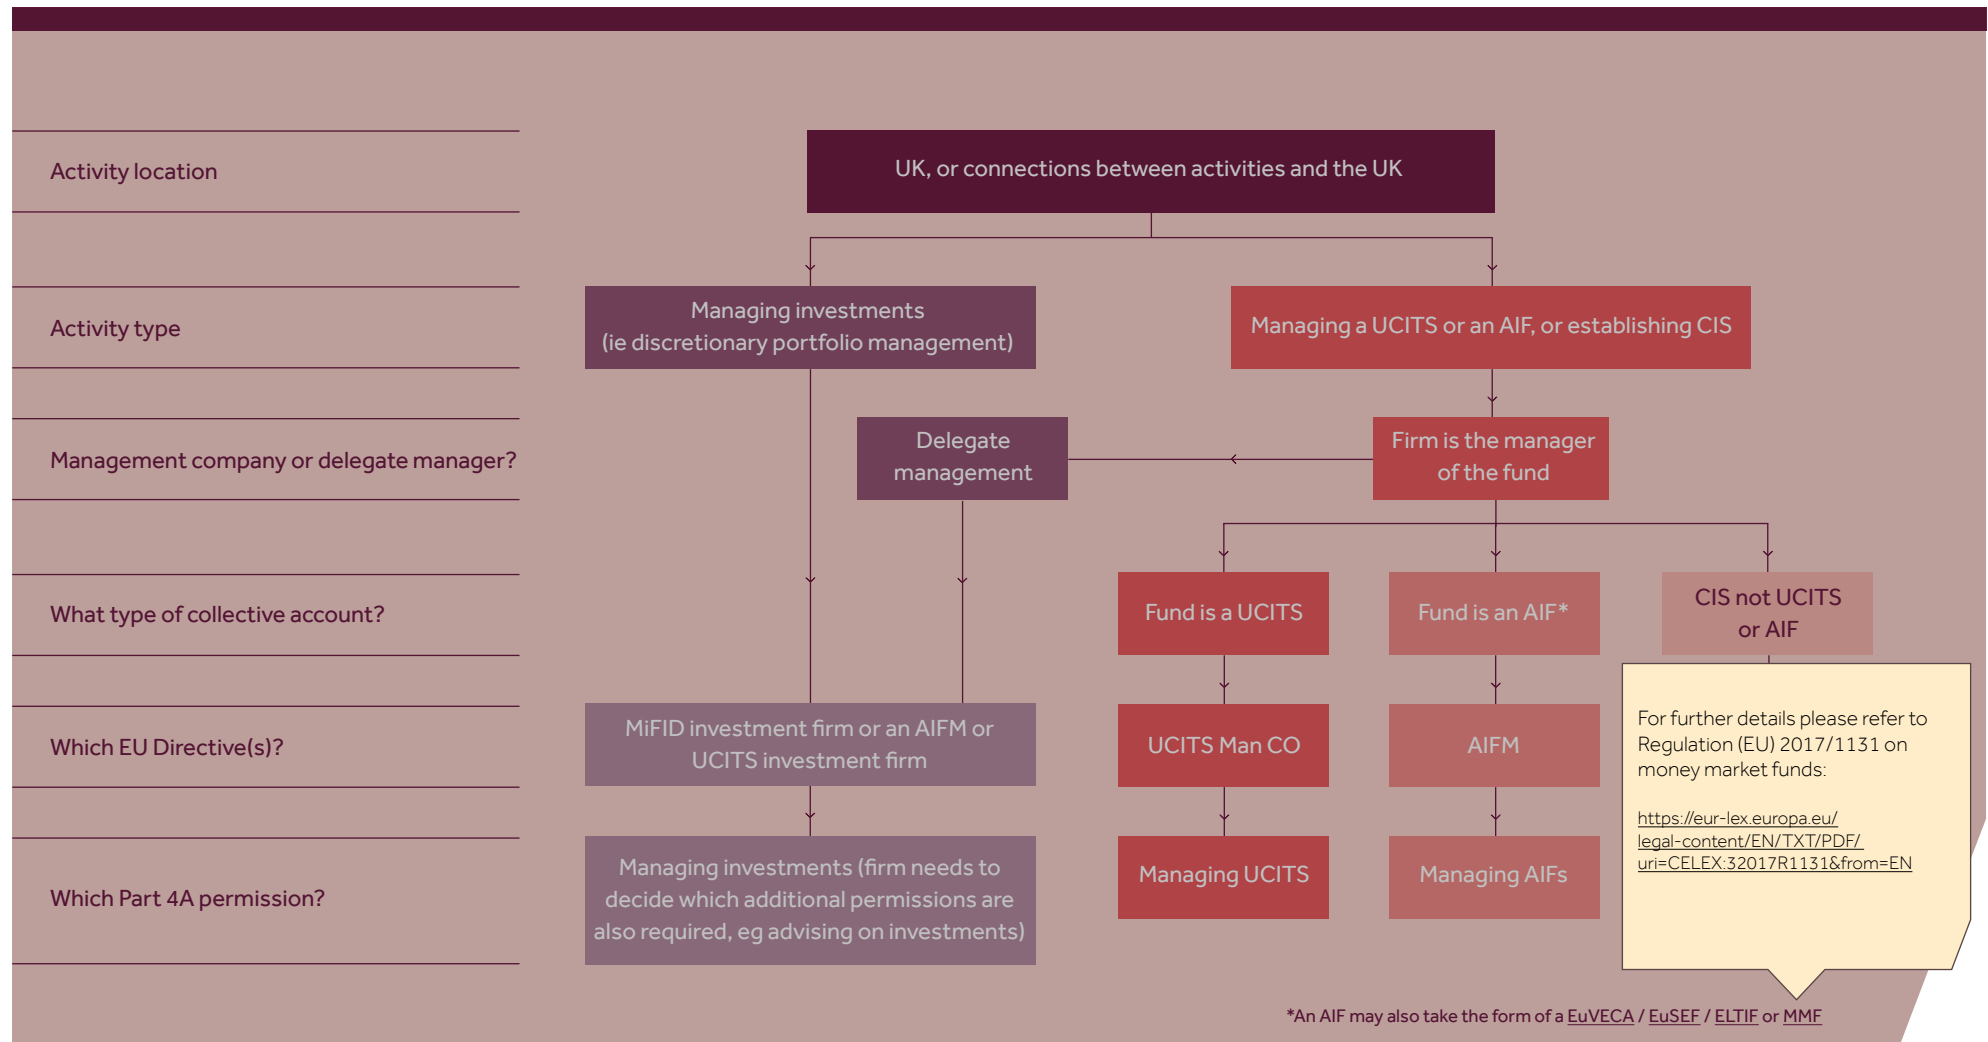 Activity location
UK, or connections between activities and the UK
Activity type
Managing investments
(ie discretionary portfolio management)
Managing a UCITS or an AIF, or establishing CIS
Management company or delegate manager?
Delegate
management
Firm is the manager
of the fund
What type of collective account?
Fund is a UCITS
Fund is an AIF*
CIS not UCITS
or AIF
Which EU Directive(s)?
MiFID investment firm or an AIFM or
UCITS investment firm
UCITS Man CO
AIFM
For further details please refer to
Regulation (EU) 2017/1131 on
money market funds:
https://eur-lex.europa.eu/
legal-content/EN/TXT/PDF/
uri=CELEX:32017R1131&from=EN
Which Part 4A permission?
Managing investments (firm needs to
decide which additional permissions are
also required, eg advising on investments)
Managing UCITS
Managing AIFs
*An AIF may also take the form of a EuVECA / EuSEF / ELTIF or MMF